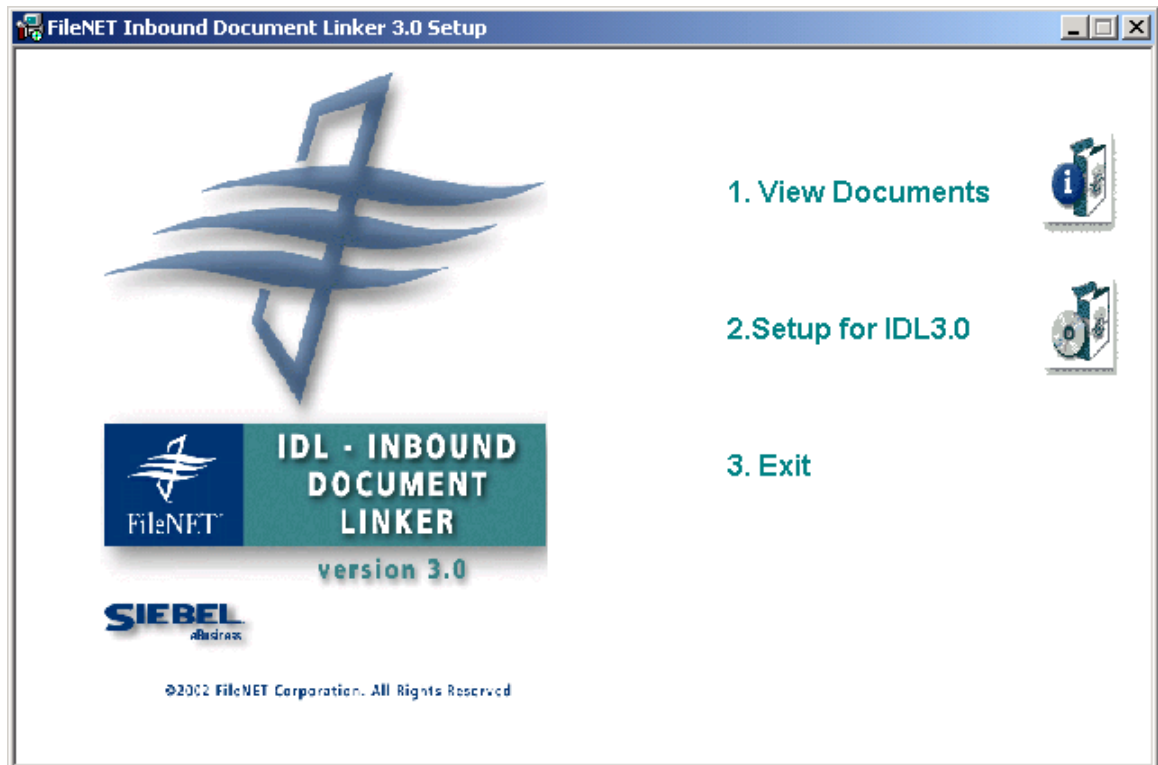 FileNET Inbound Document Linker 3.0 Setup
1. View Documents
2.Setup for IDL3.0
3. Exit
FileNET
IDL - INBOUND
DOCUMENT
LINKER
version 3.0
SIEBEL
eBusiness
©2002 FileNET Corporation. All Rights Reserved